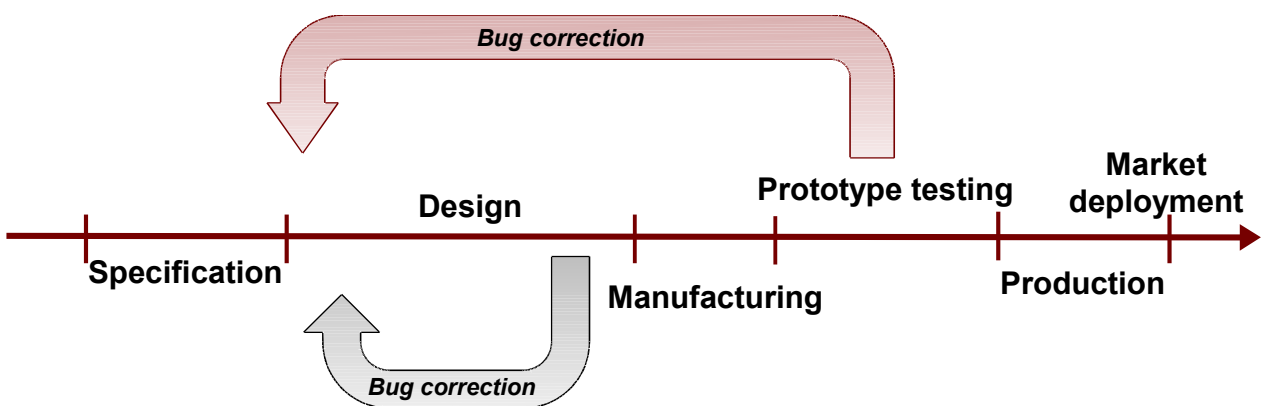 Bug correction
Market
deployment
Prototype testing
Design
Specification
Manufacturing
Production
Bug correction